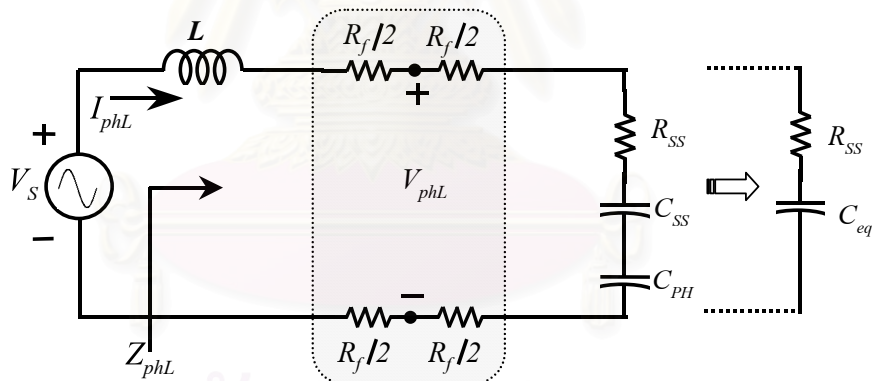 L
R_f/2 R_f/2
+
I_phL
+
V_S
−
Z_phL
V_phL
−
R_f/2 R_f/2
R_SS
C_SS
C_PH
R_SS
C_eq